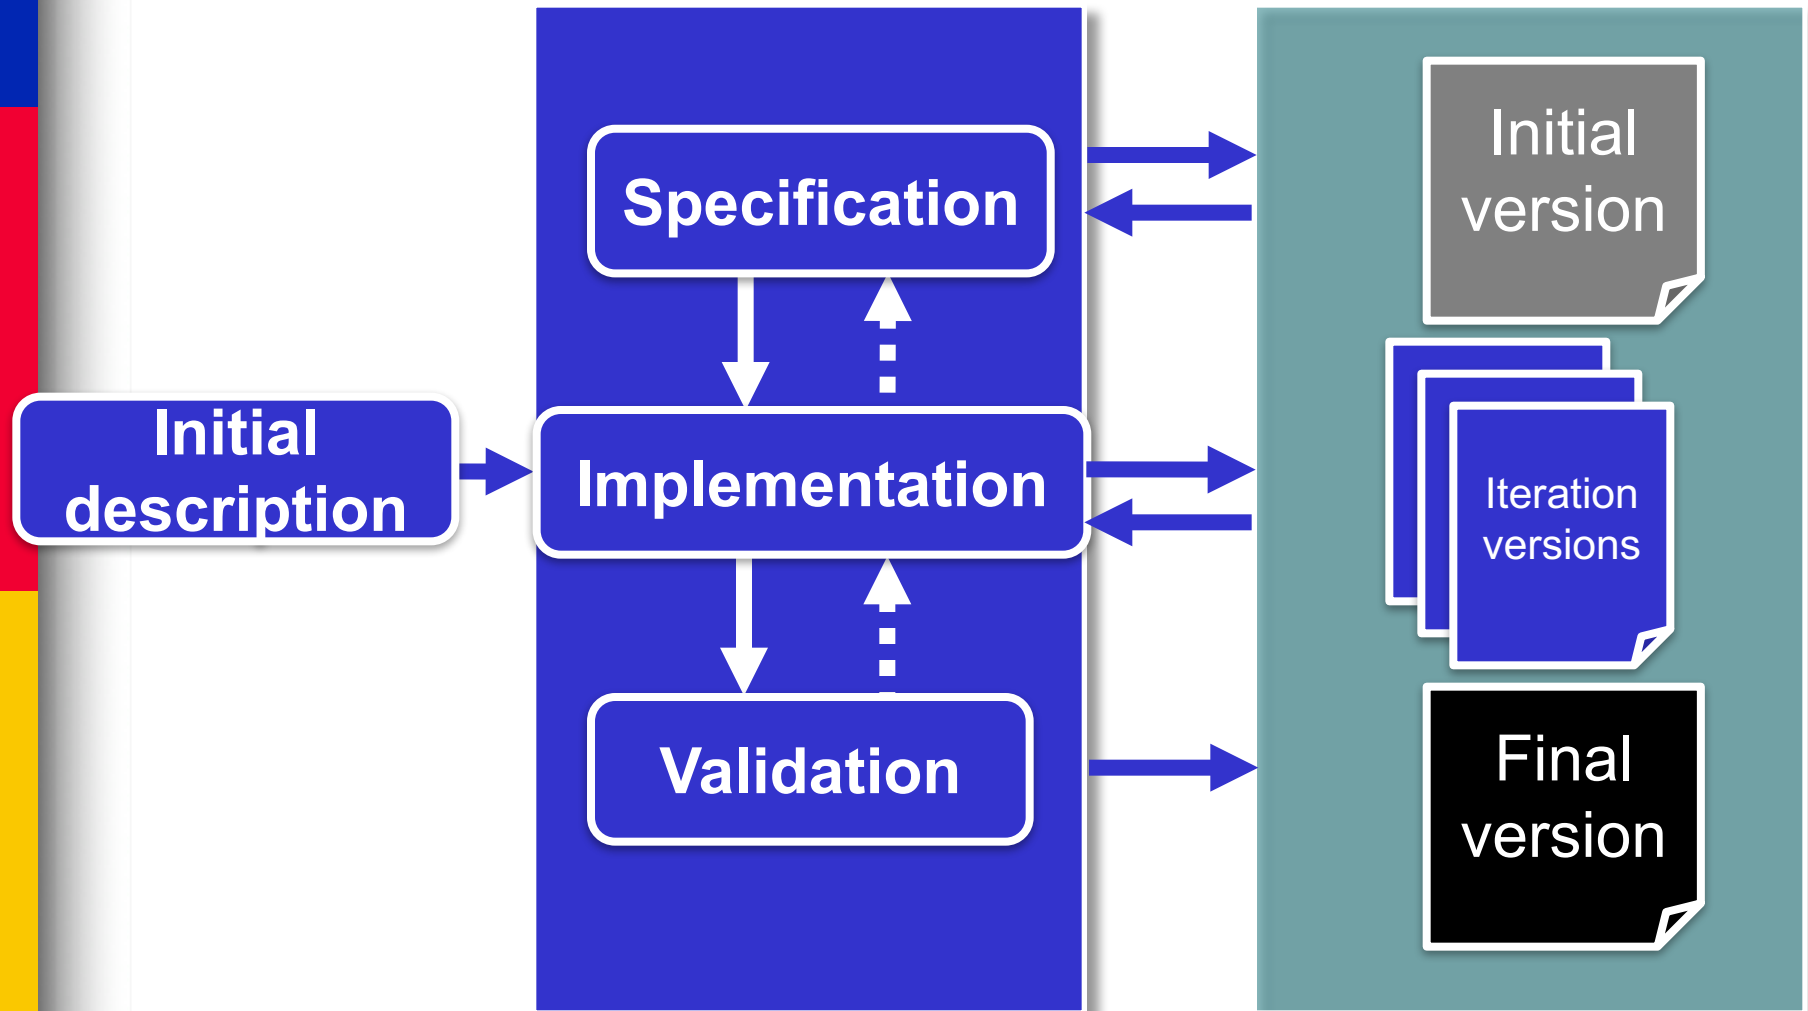 Initial
description
Specification
Implementation
Validation
Initial
version
Iteration
versions
Final
version